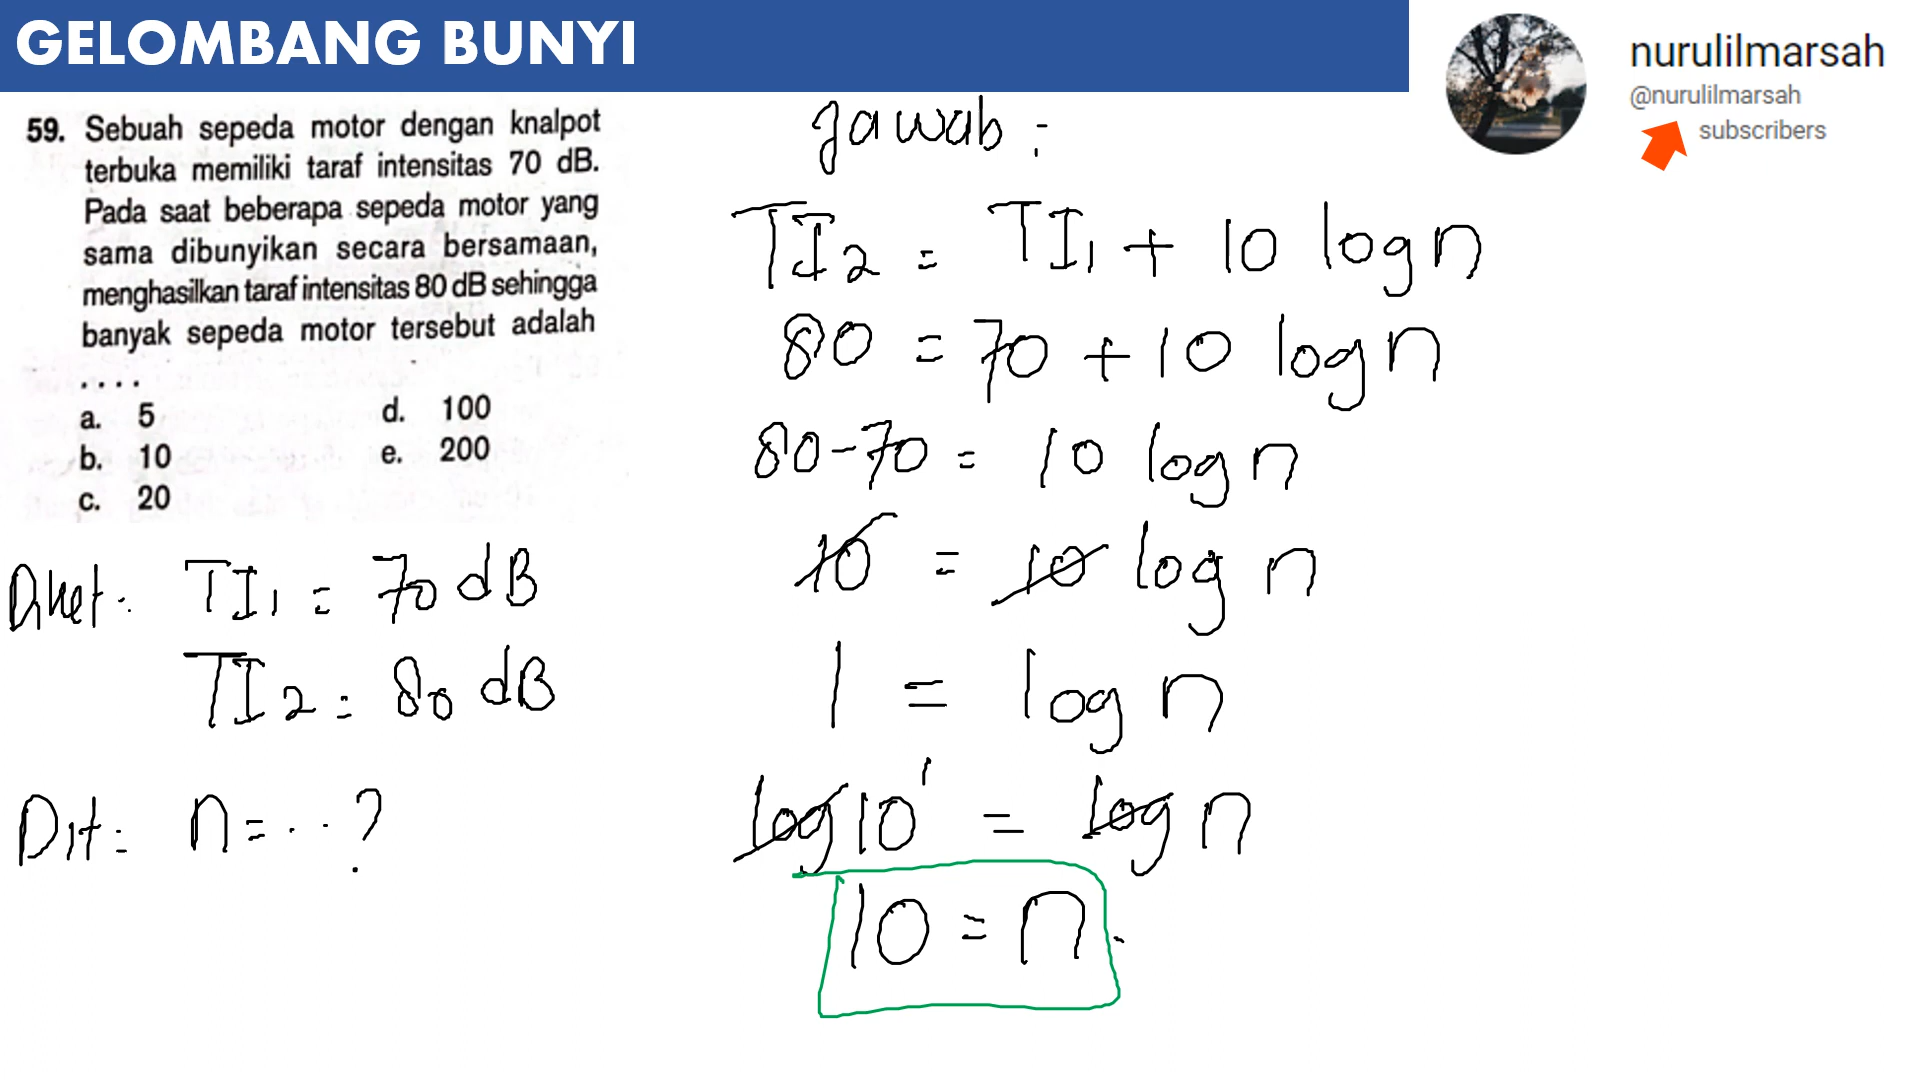 GELOMBANG BUNYI
nurulilmarsah
@nurulilmarsah
subscribers
59. Sebuah sepeda motor dengan knalpot
terbuka memiliki taraf intensitas 70 dB.
Pada saat beberapa sepeda motor yang
sama dibunyikan secara bersamaan,
menghasilkan taraf intensitas 80 dB sehingga
banyak sepeda motor tersebut adalah
....
a. 5
b. 10
c. 20
d. 100
e. 200
Diket: TI₁ = 70 dB
TI₂ = 80 dB
Dit: n = ...?
Jawab:
TI₂ = TI₁ + 10 log n
80 = 70 + 10 log n
80-70 = 10 log n
10 = 10 log n
1 = log n
log 10¹ = log n
10 = n.